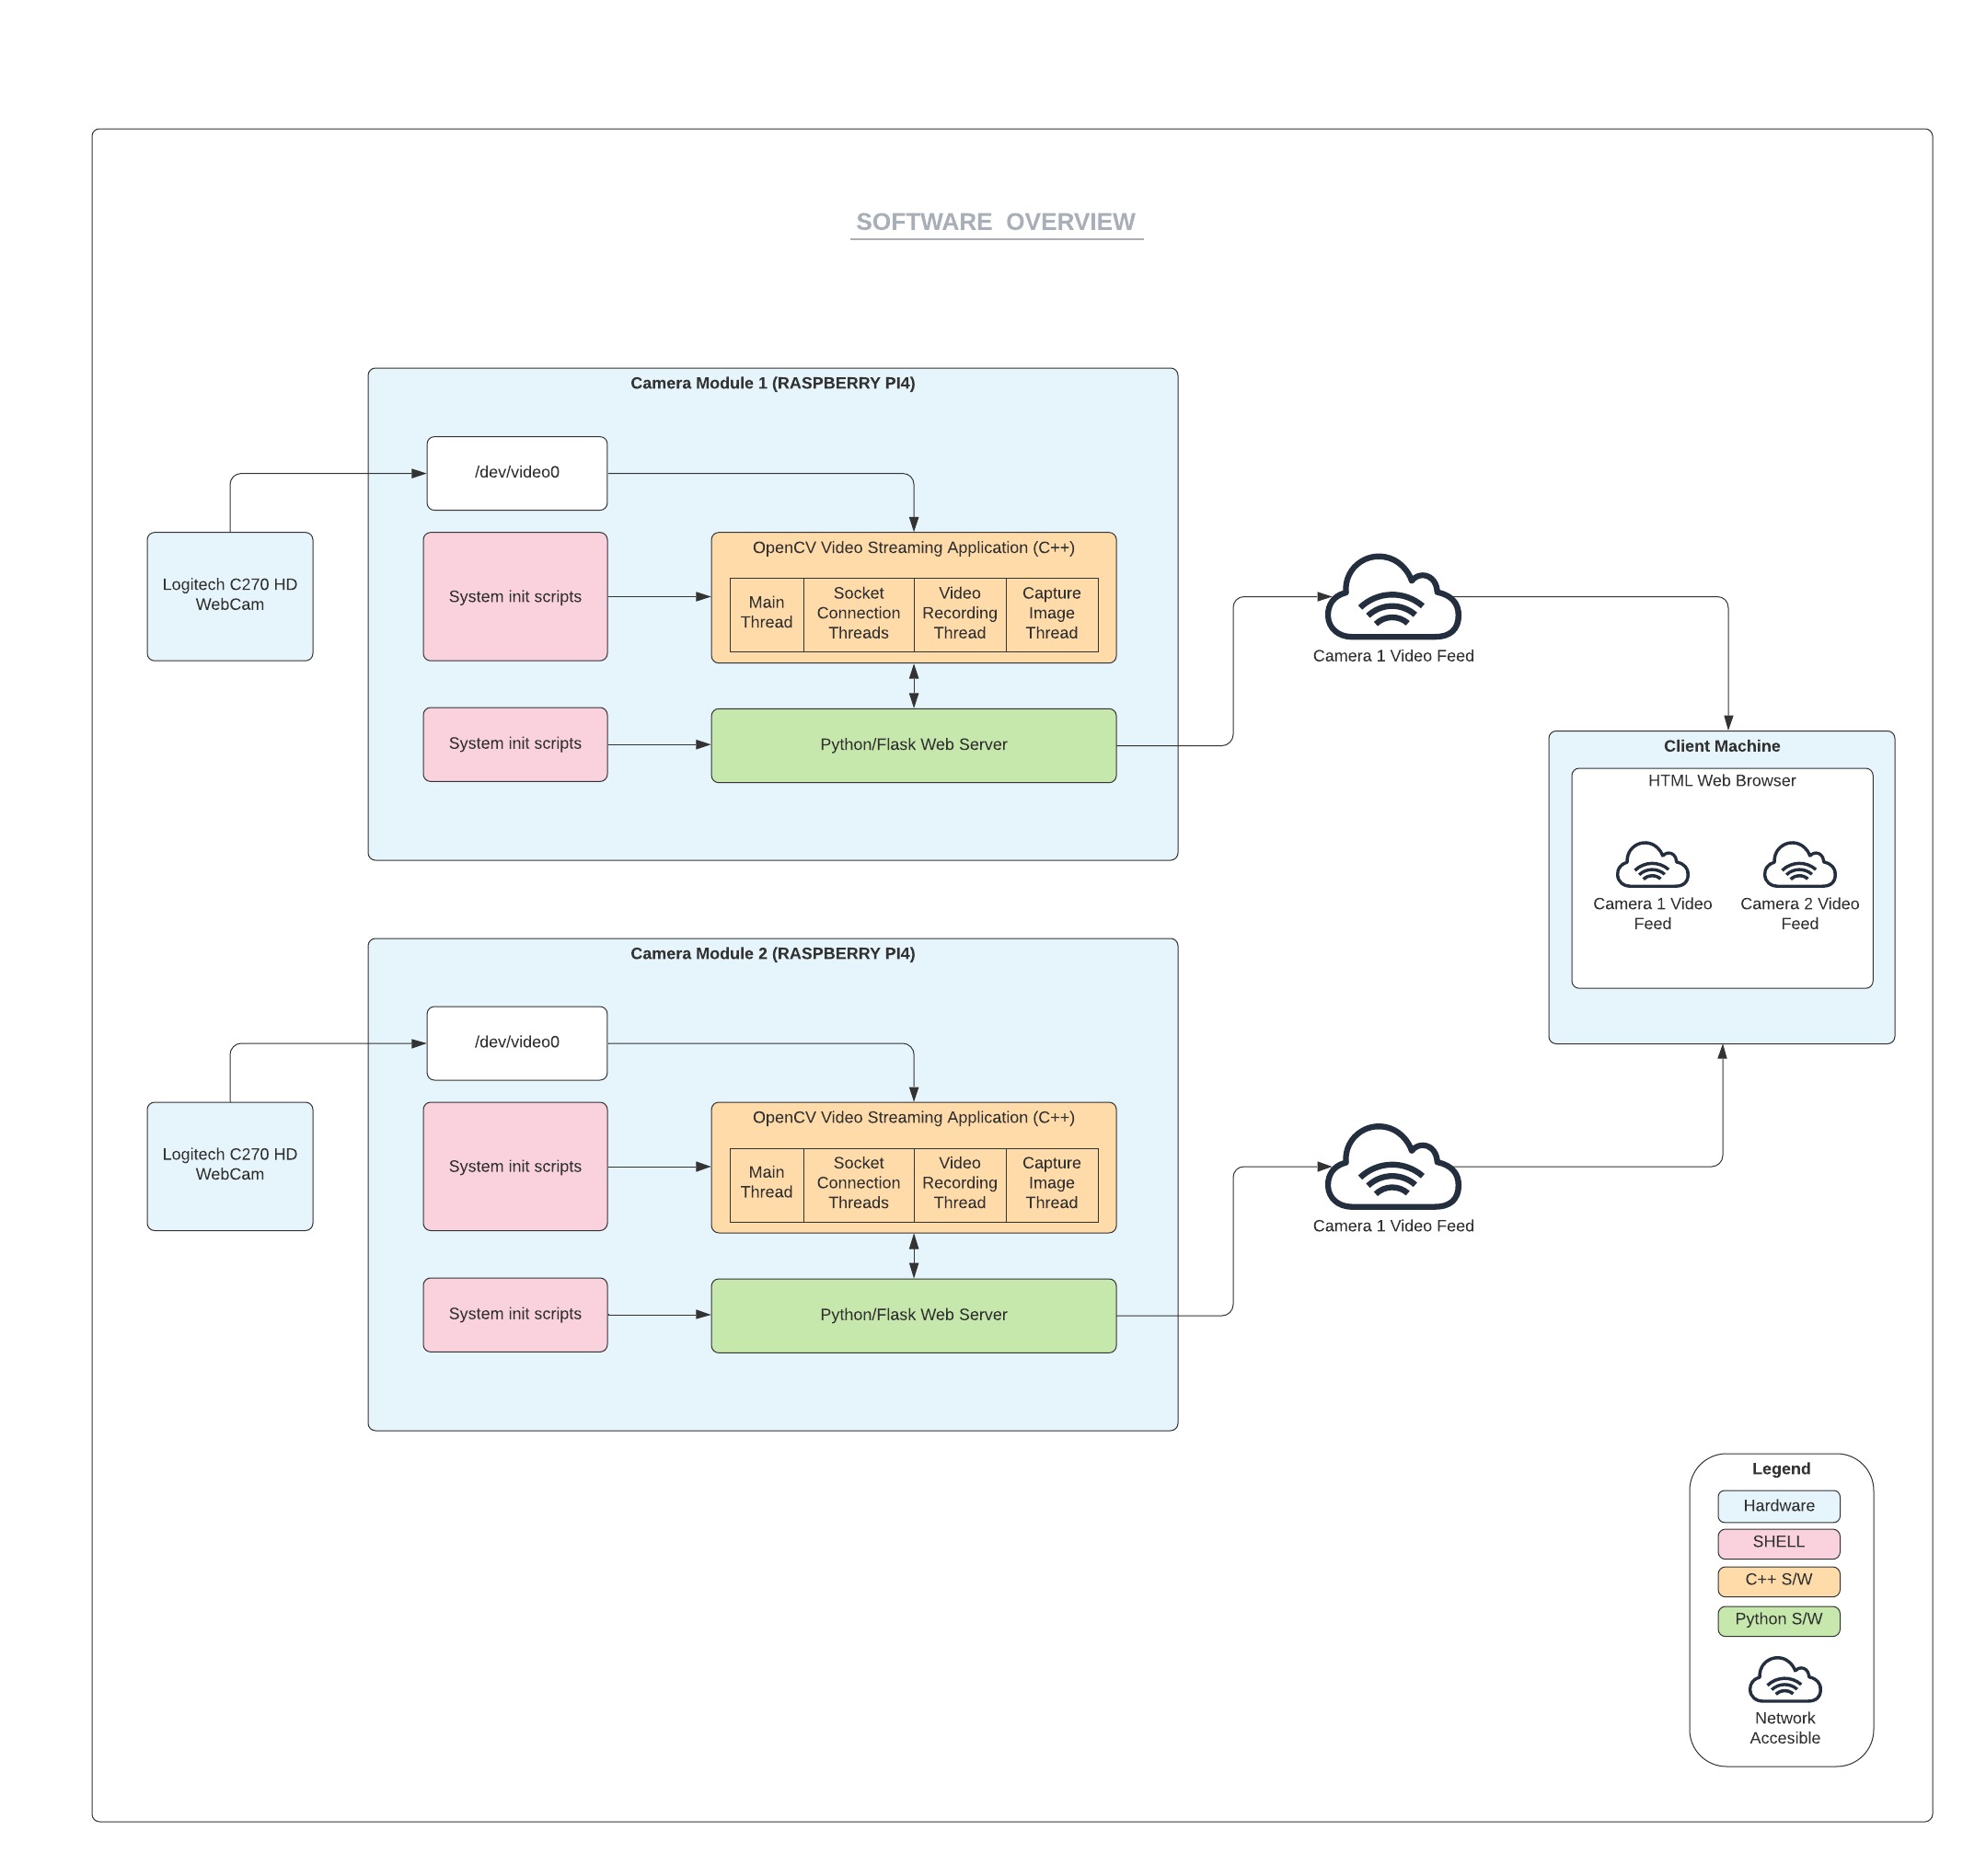 SOFTWARE OVERVIEW
Camera Module 1 (RASPBERRY PI4)
/dev/video0
Logitech C270 HD
WebCam
System init scripts
OpenCV Video Streaming Application (C++)
Main
Thread
Socket
Connection
Threads
Video
Recording
Thread
Capture
Image
Thread
System init scripts
Python/Flask Web Server
Camera 1 Video Feed
Client Machine
HTML Web Browser
Camera 1 Video
Feed
Camera 2 Video
Feed
Camera Module 2 (RASPBERRY PI4)
/dev/video0
Logitech C270 HD
WebCam
System init scripts
OpenCV Video Streaming Application (C++)
Main
Thread
Socket
Connection
Threads
Video
Recording
Thread
Capture
Image
Thread
System init scripts
Python/Flask Web Server
Camera 1 Video Feed
Legend
Hardware
SHELL
C++ S/W
Python S/W
Network
Accesible